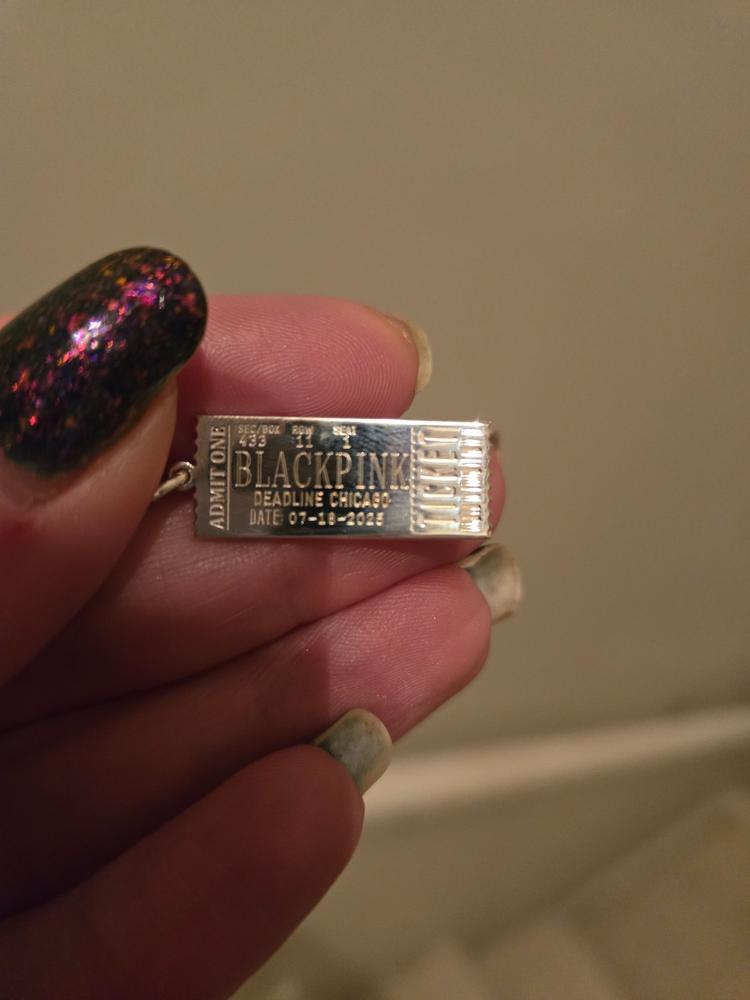 ADMIT ONE
SEC/BOX ROW SEAT
433 11 1
BLACKPINK
DEADLINE CHICAGO
DATE 07-18-2025
TICKET